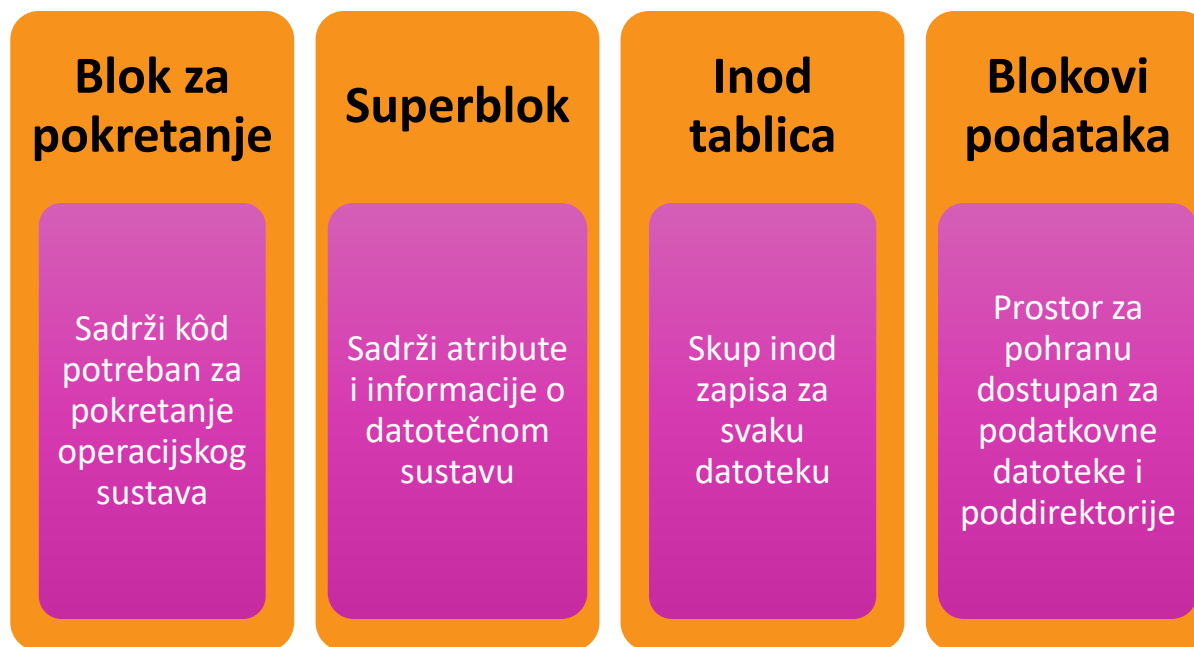 Blok za
pokretanje
Sadrži kôd
potreban za
pokretanje
operacijskog
sustava
Superblok
Sadrži atribute
i informacije o
datotečnom
sustavu
Inod
tablica
Skup inod
zapisa za
svaku
datoteku
Blokovi
podataka
Prostor za
pohranu
dostupan za
podatkovne
datoteke i
poddirektorije